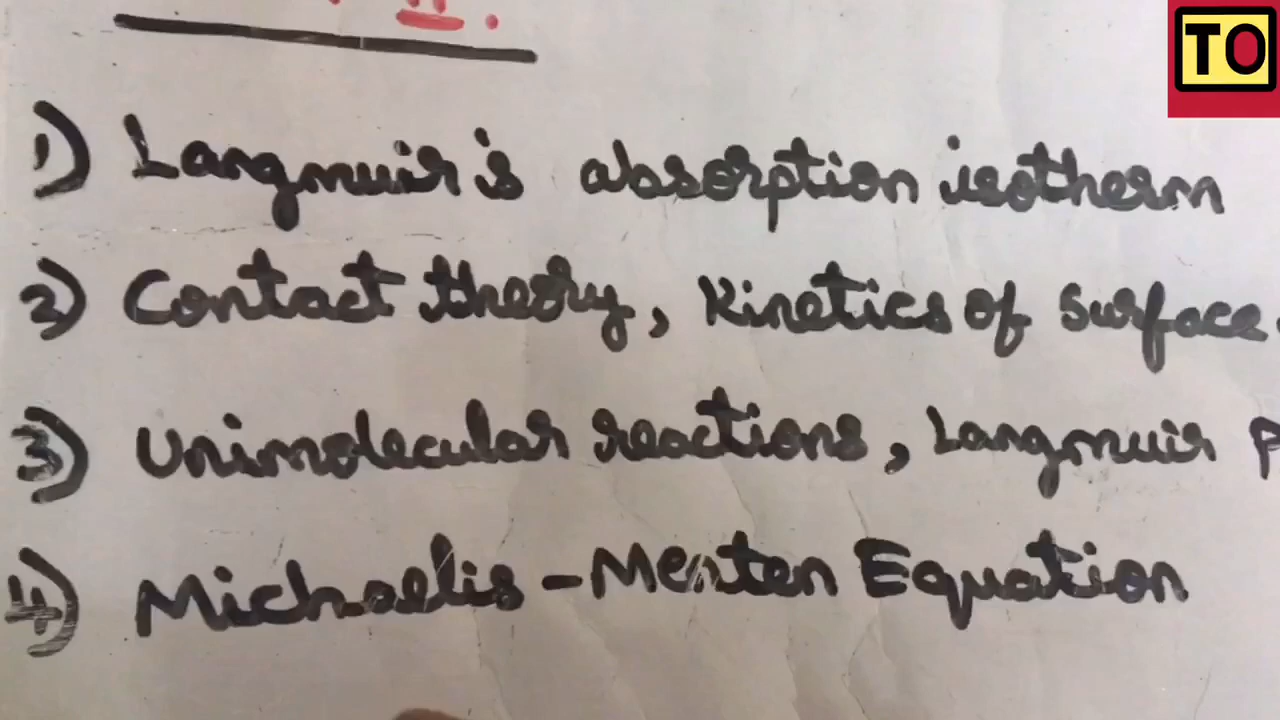 TO
1) Langmuir's absorption isotherm
2) Contact theory, Kinetics of surface.
3) Unimolecular reactions, Langmuir
4) Michaelis-Menten Equation